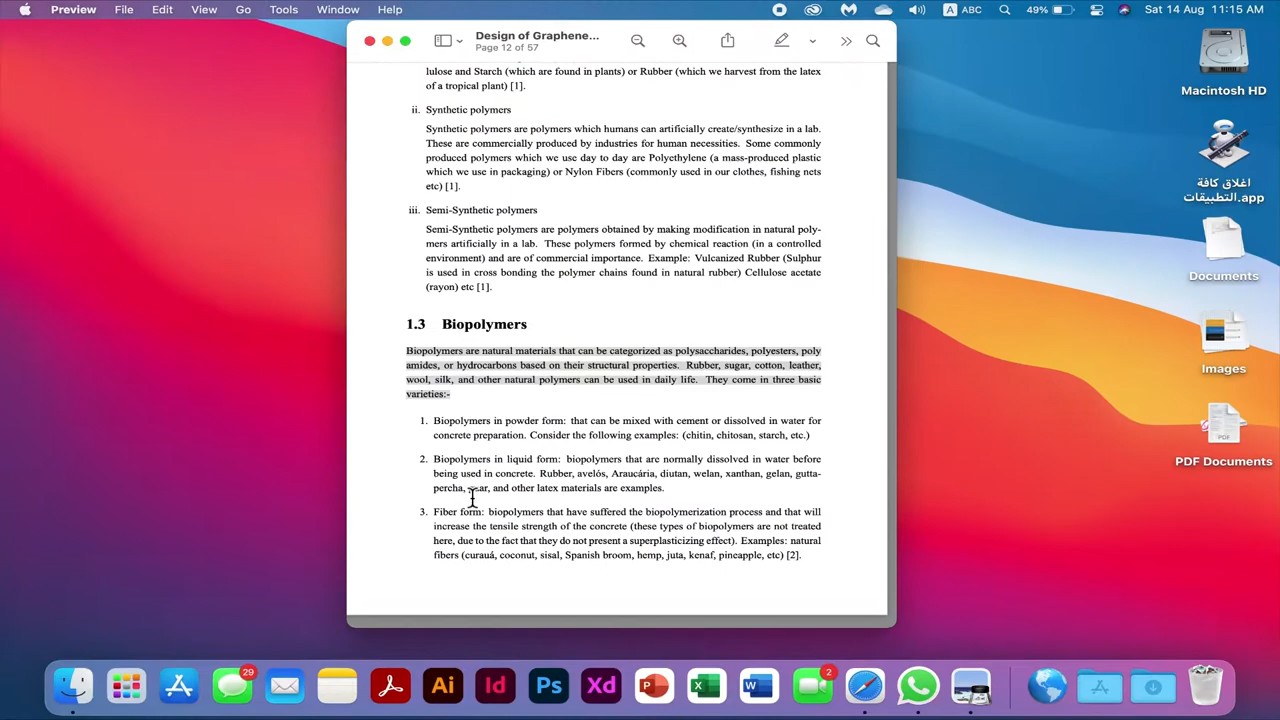 Preview File Edit View Go Tools Window Help
A ABC 49% Sat 14 Aug 11:15 AM
Design of Graphene...
Page 12 of 57
lulose and Starch (which are found in plants) or Rubber (which we harvest from the latex
of a tropical plant) [1].
ii. Synthetic polymers
Synthetic polymers are polymers which humans can artificially create/synthesize in a lab.
These are commercially produced by industries for human necessities. Some commonly
produced polymers which we use day to day are Polyethylene (a mass-produced plastic
which we use in packaging) or Nylon Fibers (commonly used in our clothes, fishing nets
etc) [1].
iii. Semi-Synthetic polymers
Semi-Synthetic polymers are polymers obtained by making modification in natural poly-
mers artificially in a lab. These polymers formed by chemical reaction (in a controlled
environment) and are of commercial importance. Example: Vulcanized Rubber (Sulphur
is used in cross bonding the polymer chains found in natural rubber) Cellulose acetate
(rayon) etc [1].
1.3 Biopolymers
Biopolymers are natural materials that can be categorized as polysaccharides, polyesters, poly
amides, or hydrocarbons based on their structural properties. Rubber, sugar, cotton, leather,
wool, silk, and other natural polymers can be used in daily life. They come in three basic
varieties:-
1. Biopolymers in powder form: that can be mixed with cement or dissolved in water for
concrete preparation. Consider the following examples: (chitin, chitosan, starch, etc.)
2. Biopolymers in liquid form: biopolymers that are normally dissolved in water before
being used in concrete. Rubber, avelós, Araucária, diutan, welan, xanthan, gelan, gutta-
percha, and other latex materials are examples.
3. Fiber form: biopolymers that have suffered the biopolymerization process and that will
increase the tensile strength of the concrete (these types of biopolymers are not treated
here, due to the fact that they do not present a superplasticizing effect). Examples: natural
fibers (curauá, coconut, sisal, Spanish broom, hemp, juta, kenaf, pineapple, etc) [2].
Macintosh HD
اغلاق كافة
التطبيقات.app
Documents
Images
PDF
PDF Documents
29
Ai
Id
Ps
Xd
P
X
W
2